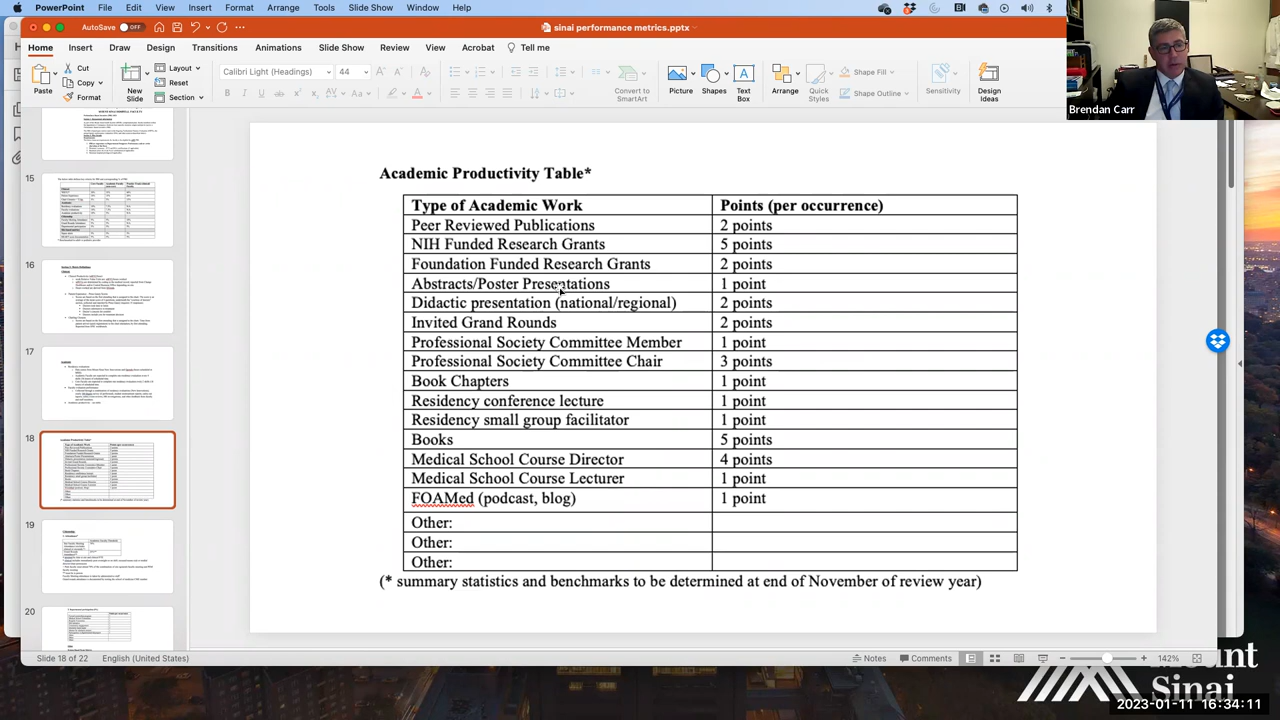 PowerPoint File Edit View Insert Format Arrange Tools Slide Show Window Help
AutoSave OFF
sinai performance metrics.pptx
Home Insert Draw Design Transitions Animations Slide Show Review View Acrobat Tell me
Paste
Cut
Copy
Format
New Slide
Layout
Reset
Section
Calibri Light (Headings) 44
Convert to SmartArt
Picture
Shapes
Text Box
Arrange
Quick
Shape Fill
Shape Outline
Sensitivity
Design Ideas
Brendan Carr
15
16
17
18
19
20
Academic Productivity Table*
Type of Academic Work Points (per occurrence)
Peer Reviewed Publications 2 points
NIH Funded Research Grants 5 points
Foundation Funded Research Grants 2 points
Abstracts/Poster Presentations 1 point
Didactic presentation (national/regional) 2 points
Invited Grand Rounds 2 points
Professional Society Committee Member 1 point
Professional Society Committee Chair 3 points
Book Chapters 1 point
Residency conference lecture 1 point
Residency small group facilitator 1 point
Books 5 points
Medical School Course Director 4 points
Medical School Course Lecturer 1 point
FOAMed (podcast, blog) 1 point
Other:
Other:
Other:
(* summary statistics and benchmarks to be determined at end of November of review year)
Slide 18 of 22 English (United States) Notes Comments 142%
Mount
Sinai
2023-01-11 16:34:11